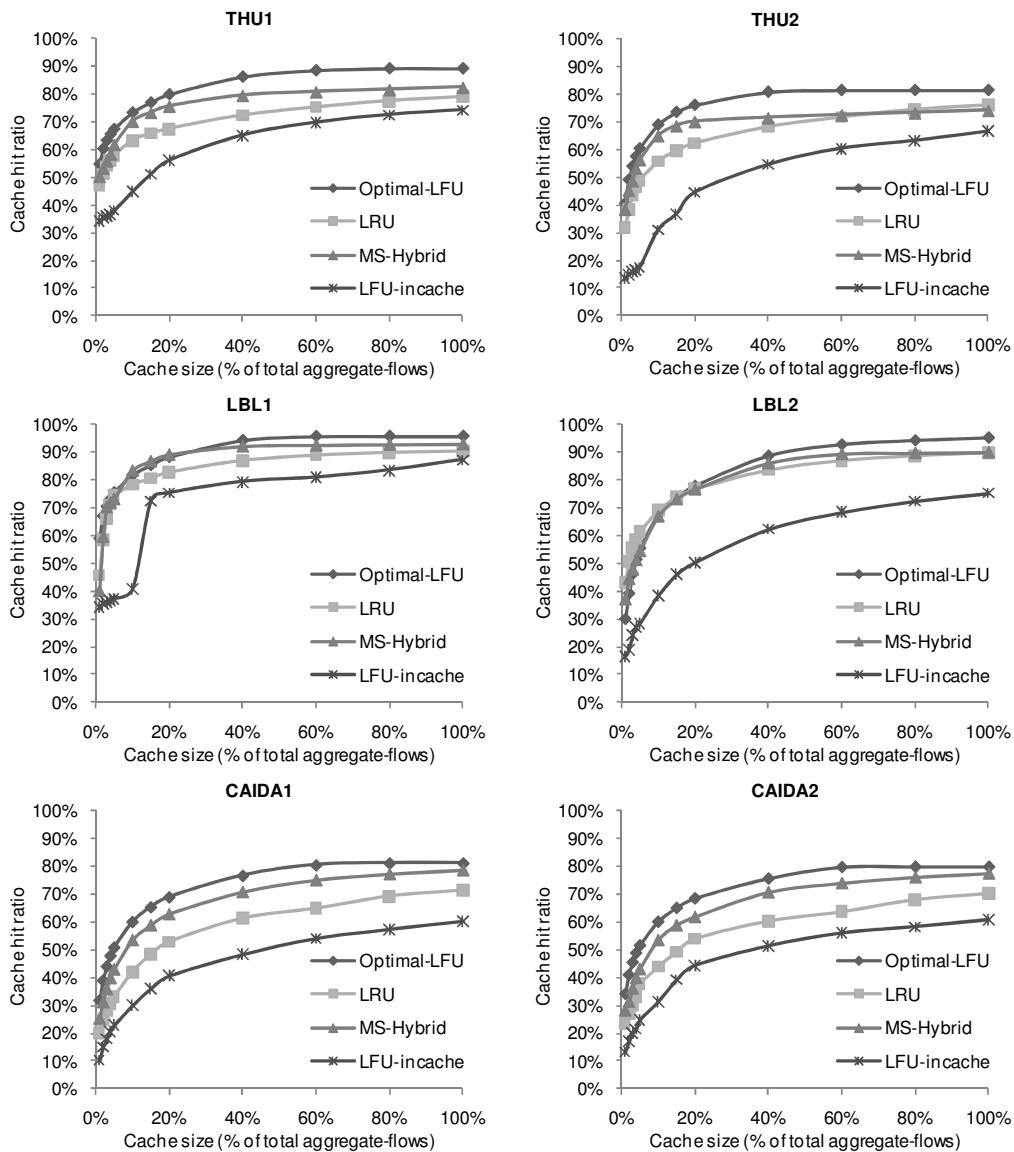 THU1
100%
90%
80%
70%
60%
50%
40%
30%
20%
10%
0%
Cache hit ratio
Optimal-LFU
LRU
MS-Hybrid
LFU-incache
0% 20% 40% 60% 80% 100%
Cache size (% of total aggregate-flows)
THU2
100%
90%
80%
70%
60%
50%
40%
30%
20%
10%
0%
Cache hit ratio
Optimal-LFU
LRU
MS-Hybrid
LFU-incache
0% 20% 40% 60% 80% 100%
Cache size (% of total aggregate-flows)
LBL1
100%
90%
80%
70%
60%
50%
40%
30%
20%
10%
0%
Cache hit ratio
Optimal-LFU
LRU
MS-Hybrid
LFU-incache
0% 20% 40% 60% 80% 100%
Cache size (% of total aggregate-flows)
LBL2
100%
90%
80%
70%
60%
50%
40%
30%
20%
10%
0%
Cache hit ratio
Optimal-LFU
LRU
MS-Hybrid
LFU-incache
0% 20% 40% 60% 80% 100%
Cache size (% of total aggregate-flows)
CAIDA1
100%
90%
80%
70%
60%
50%
40%
30%
20%
10%
0%
Cache hit ratio
Optimal-LFU
LRU
MS-Hybrid
LFU-incache
0% 20% 40% 60% 80% 100%
Cache size (% of total aggregate-flows)
CAIDA2
100%
90%
80%
70%
60%
50%
40%
30%
20%
10%
0%
Cache hit ratio
Optimal-LFU
LRU
MS-Hybrid
LFU-incache
0% 20% 40% 60% 80% 100%
Cache size (% of total aggregate-flows)